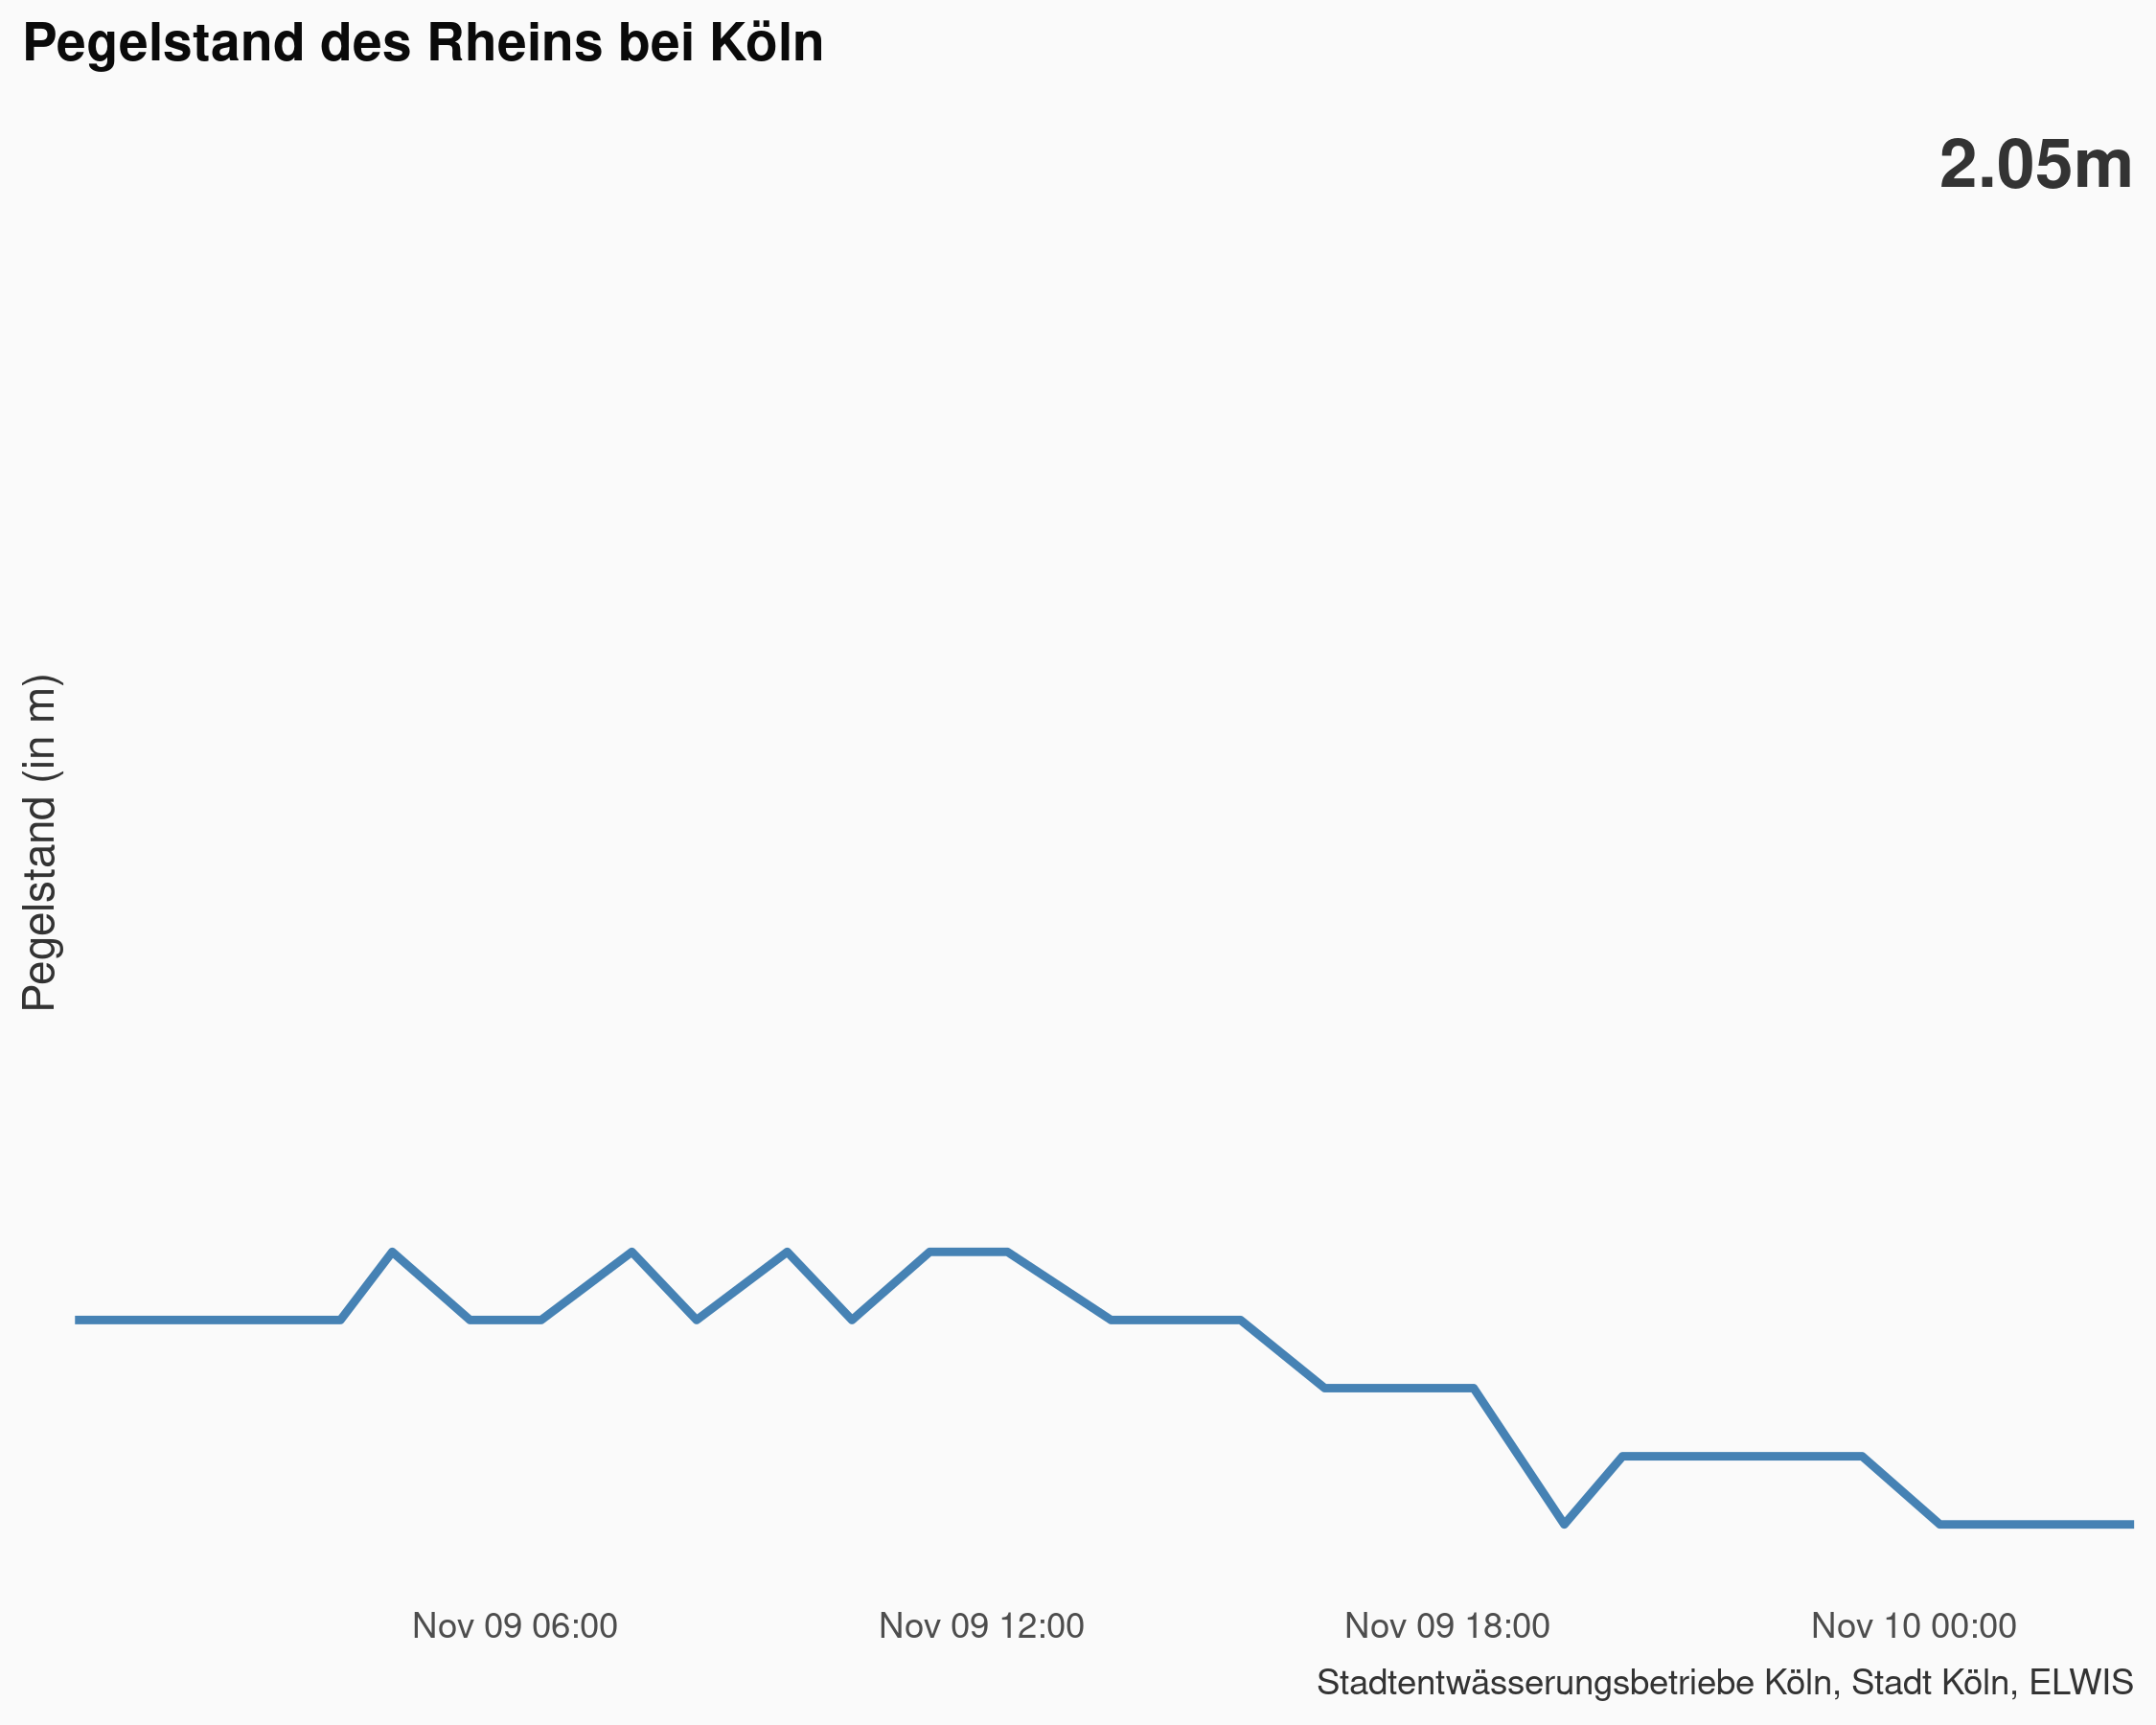 Pegelstand des Rheins bei Köln
2.05m
Pegelstand (in m)
Nov 09 06:00
Nov 09 12:00
Nov 09 18:00
Nov 10 00:00
Stadtentwässerungsbetriebe Köln, Stadt Köln, ELWIS